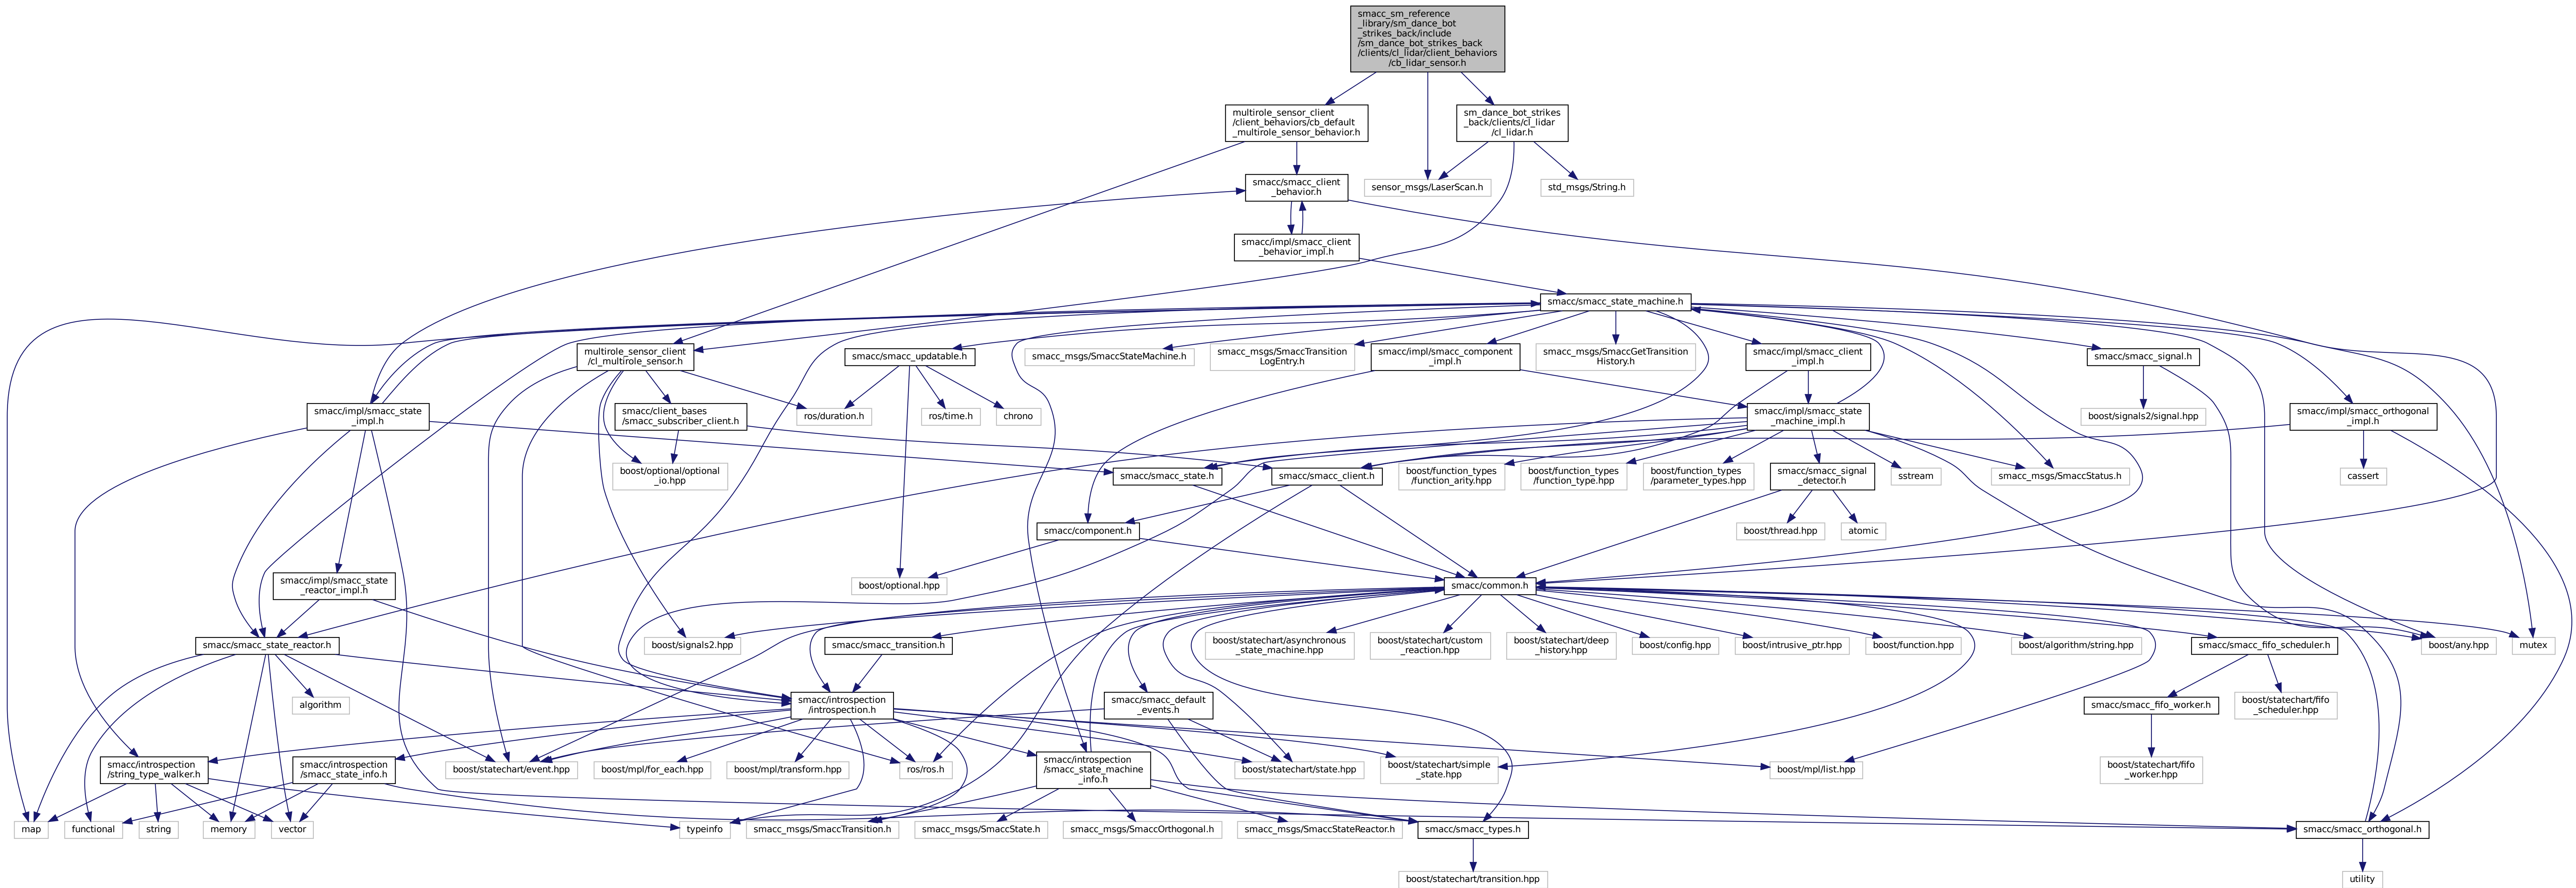 smacc_sm_reference
_library/sm_dance_bot
_strikes_back/include
/sm_dance_bot_strikes_back
/clients/cl_lidar/client_behaviors
/cb_lidar_sensor.h
multirole_sensor_client
/client_behaviors/cb_default
_multirole_sensor_behavior.h
sm_dance_bot_strikes
_back/clients/cl_lidar
/cl_lidar.h
smacc/smacc_client
_behavior.h
sensor_msgs/LaserScan.h
std_msgs/String.h
smacc/impl/smacc_client
_behavior_impl.h
smacc/smacc_state_machine.h
multirole_sensor_client
/cl_multirole_sensor.h
smacc/smacc_updatable.h
smacc_msgs/SmaccStateMachine.h
smacc_msgs/SmaccTransition
LogEntry.h
smacc/impl/smacc_component
_impl.h
smacc_msgs/SmaccGetTransition
History.h
smacc/impl/smacc_client
_impl.h
smacc/smacc_signal.h
smacc/impl/smacc_state
_impl.h
smacc/client_bases
/smacc_subscriber_client.h
ros/duration.h
ros/time.h
chrono
smacc/impl/smacc_state
_machine_impl.h
boost/signals2/signal.hpp
smacc/impl/smacc_orthogonal
_impl.h
boost/optional/optional
_io.hpp
smacc/smacc_state.h
smacc/smacc_client.h
boost/function_types
/function_arity.hpp
boost/function_types
/function_type.hpp
boost/function_types
/parameter_types.hpp
smacc/smacc_signal
_detector.h
sstream
smacc_msgs/SmaccStatus.h
cassert
smacc/component.h
boost/thread.hpp
atomic
smacc/impl/smacc_state
_reactor_impl.h
boost/optional.hpp
smacc/common.h
smacc/smacc_state_reactor.h
boost/signals2.hpp
smacc/smacc_transition.h
boost/statechart/asynchronous
_state_machine.hpp
boost/statechart/custom
_reaction.hpp
boost/statechart/deep
_history.hpp
boost/config.hpp
boost/intrusive_ptr.hpp
boost/function.hpp
boost/algorithm/string.hpp
smacc/smacc_fifo_scheduler.h
boost/any.hpp
mutex
algorithm
smacc/introspection
/introspection.h
smacc/smacc_default
_events.h
smacc/smacc_fifo_worker.h
boost/statechart/fifo
_scheduler.hpp
smacc/introspection
/string_type_walker.h
smacc/introspection
/smacc_state_info.h
boost/statechart/event.hpp
boost/mpl/for_each.hpp
boost/mpl/transform.hpp
ros/ros.h
smacc/introspection
/smacc_state_machine
_info.h
boost/statechart/state.hpp
boost/statechart/simple
_state.hpp
boost/mpl/list.hpp
boost/statechart/fifo
_worker.hpp
map
functional
string
memory
vector
typeinfo
smacc_msgs/SmaccTransition.h
smacc_msgs/SmaccState.h
smacc_msgs/SmaccOrthogonal.h
smacc_msgs/SmaccStateReactor.h
smacc/smacc_types.h
smacc/smacc_orthogonal.h
boost/statechart/transition.hpp
utility